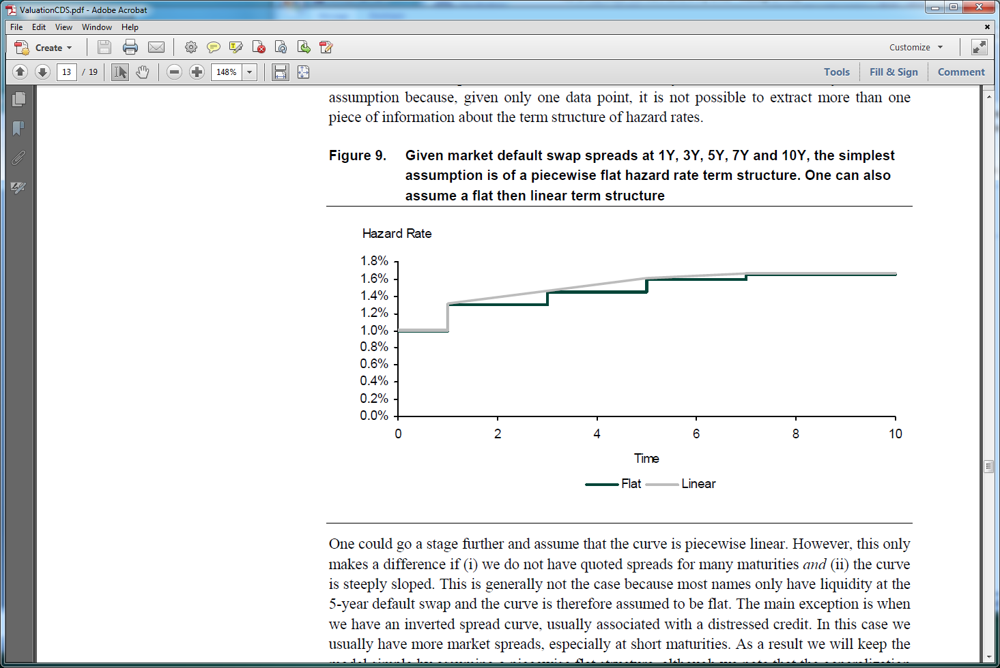 ValuationCDS.pdf - Adobe Acrobat
File Edit View Window Help
Create Customize
13 / 19 148% Tools Fill & Sign Comment
assumption because, given only one data point, it is not possible to extract more than one
piece of information about the term structure of hazard rates.
Figure 9. Given market default swap spreads at 1Y, 3Y, 5Y, 7Y and 10Y, the simplest
assumption is of a piecewise flat hazard rate term structure. One can also
assume a flat then linear term structure
Hazard Rate
1.8%
1.6%
1.4%
1.2%
1.0%
0.8%
0.6%
0.4%
0.2%
0.0%
0 2 4 6 8 10
Time
Flat Linear
One could go a stage further and assume that the curve is piecewise linear. However, this only
makes a difference if (i) we do not have quoted spreads for many maturities and (ii) the curve
is steeply sloped. This is generally not the case because most names only have liquidity at the
5-year default swap and the curve is therefore assumed to be flat. The main exception is when
we have an inverted spread curve, usually associated with a distressed credit. In this case we
usually have more market spreads, especially at short maturities. As a result we will keep the